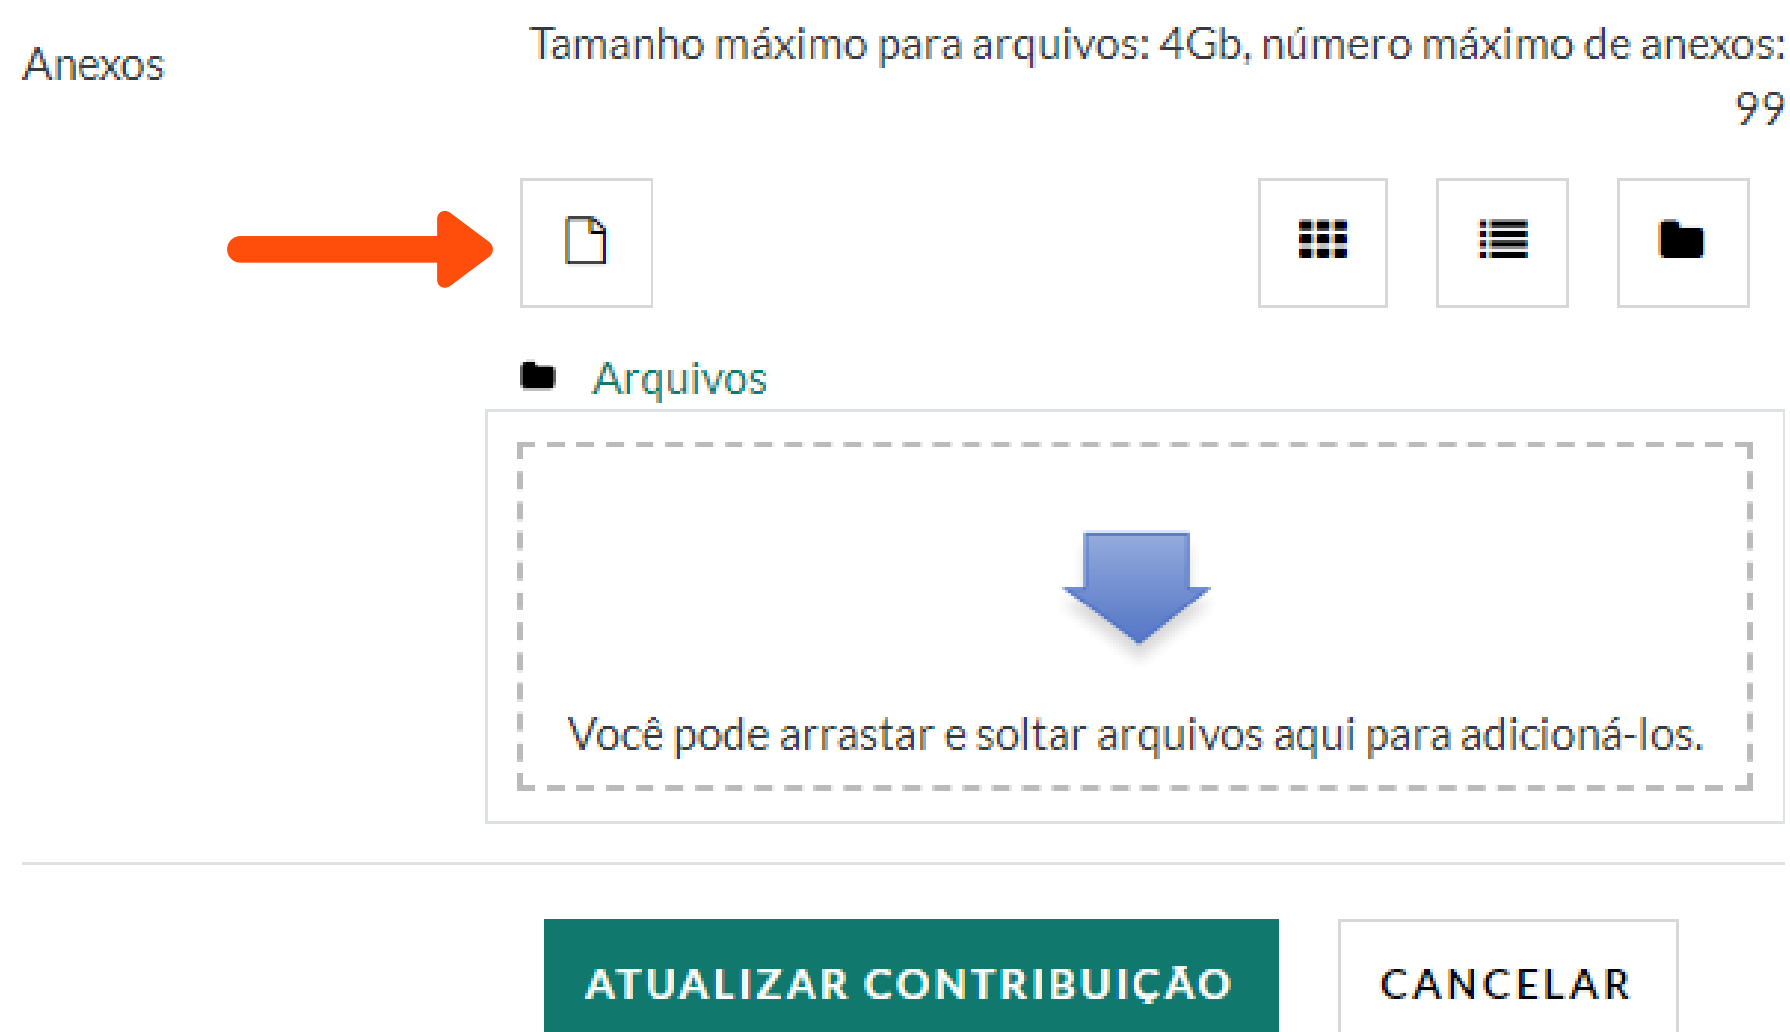 Anexos
Tamanho máximo para arquivos: 4Gb, número máximo de anexos:
99
Arquivos
Você pode arrastar e soltar arquivos aqui para adicioná-los.
ATUALIZAR CONTRIBUIÇÃO
CANCELAR